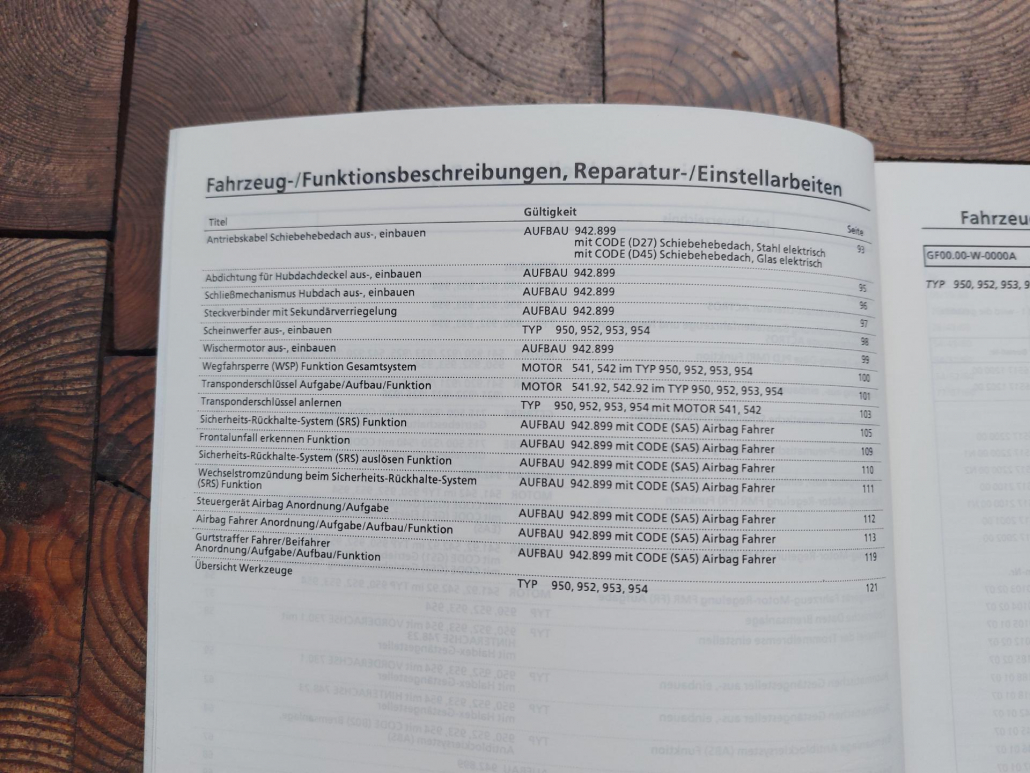 Fahrzeug-/Funktionsbeschreibungen, Reparatur-/Einstellarbeiten
Titel Gültigkeit Seite
Antriebskabel Schiebehebedach aus-, einbauen AUFBAU 942.899 93
mit CODE (D27) Schiebehebedach, Stahl elektrisch
mit CODE (D45) Schiebehebedach, Glas elektrisch
Abdichtung für Hubdachdeckel aus-, einbauen AUFBAU 942.899 95
Schließmechanismus Hubdach aus-, einbauen AUFBAU 942.899 96
Steckverbinder mit Sekundärverriegelung AUFBAU 942.899 97
Scheinwerfer aus-, einbauen TYP 950, 952, 953, 954 98
Wischermotor aus-, einbauen AUFBAU 942.899 99
Wegfahrsperre (WSP) Funktion Gesamtsystem MOTOR 541, 542 im TYP 950, 952, 953, 954 100
Transponderschlüssel Aufgabe/Aufbau/Funktion MOTOR 541.92, 542.92 im TYP 950, 952, 953, 954 101
Transponderschlüssel anlernen TYP 950, 952, 953, 954 mit MOTOR 541, 542 103
Sicherheits-Rückhalte-System (SRS) Funktion AUFBAU 942.899 mit CODE (SA5) Airbag Fahrer 105
Frontalunfall erkennen Funktion AUFBAU 942.899 mit CODE (SA5) Airbag Fahrer 109
Sicherheits-Rückhalte-System (SRS) auslösen Funktion AUFBAU 942.899 mit CODE (SA5) Airbag Fahrer 110
Wechselstromzündung beim Sicherheits-Rückhalte-System AUFBAU 942.899 mit CODE (SA5) Airbag Fahrer 111
(SRS) Funktion
Steuergerät Airbag Anordnung/Aufgabe AUFBAU 942.899 mit CODE (SA5) Airbag Fahrer 112
Airbag Fahrer Anordnung/Aufgabe/Aufbau/Funktion AUFBAU 942.899 mit CODE (SA5) Airbag Fahrer 113
Gurtstraffer Fahrer/Beifahrer AUFBAU 942.899 mit CODE (SA5) Airbag Fahrer 119
Anordnung/Aufgabe/Aufbau/Funktion
Übersicht Werkzeuge TYP 950, 952, 953, 954 121
Fahrzeu
GF00.00-W-0000A
TYP 950, 952, 953, 9